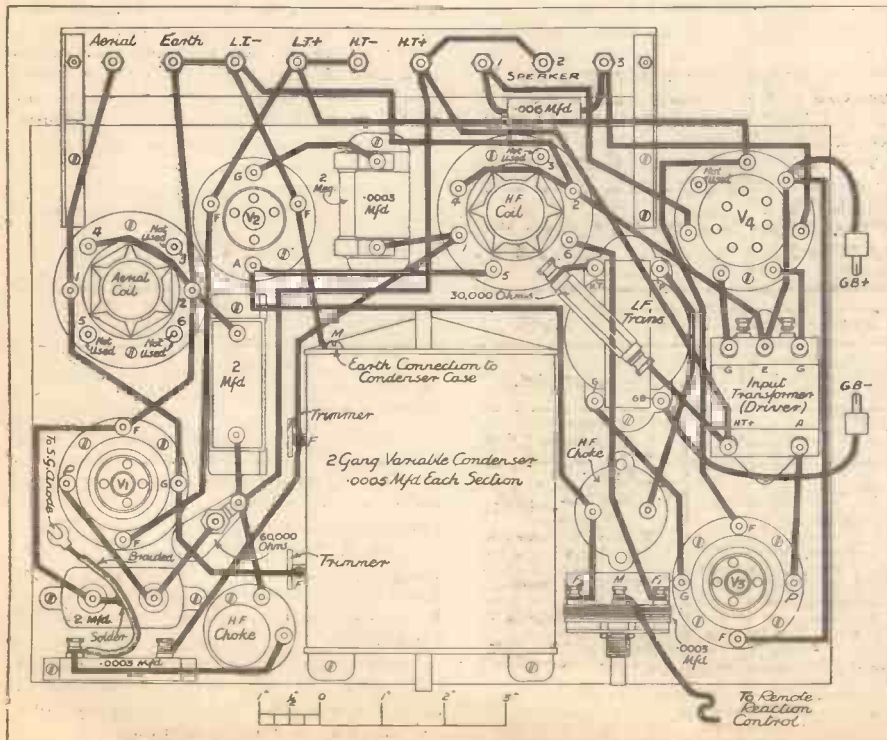 Aerial Earth L.T- L.T+ H.T- H.T+ 1 2 3
SPEAKER
.006 Mfd
Not Used
3
G
2 Meg.
.0003 Mfd
4
HF Coil
2
Not Used
V4
F
V2
F
4
Not Used
3
A
1
6
5
GB+
1
Aerial Coil
2
30,000 Ohms
H.T.
LF. Trans
5
Not Used
6
Not Used
M
Earth Connection to
Condenser Case
G E G
Input
Transformer
(Driver)
GB-
2 Mfd
G
GB-
HT+
A
Trimmer
F
F
2 Gang Variable Condenser
.0005 Mfd Each Section
HF Choke
To S.G. Anode
V1
G
F
Braided
60,000 Ohms
Trimmer
F
F
V3
G
P
F
F1
M
F1
2 Mfd
Solder
HF Choke
.0003 Mfd
.0003 Mfd
1" ½ 0 1" 2" 3"
To Remote
Reaction
Control.